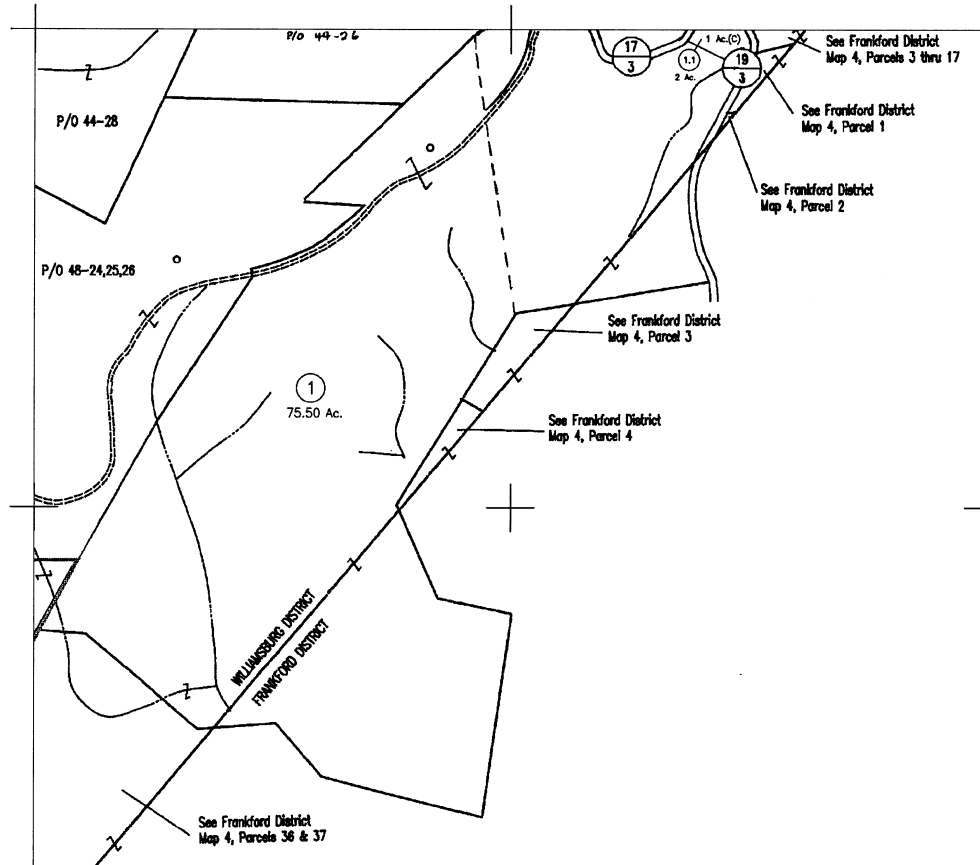 P/O 44-26
17
3
1 Ac.(C)
1.1
2 Ac.
19
3
See Frankford District
Map 4, Parcels 3 thru 17
See Frankford District
Map 4, Parcel 1
P/O 44-28
See Frankford District
Map 4, Parcel 2
P/O 48-24,25,26
See Frankford District
Map 4, Parcel 3
1
75.50 Ac.
See Frankford District
Map 4, Parcel 4
WILLIAMSBURG DISTRICT
FRANKFORD DISTRICT
See Frankford District
Map 4, Parcels 36 & 37